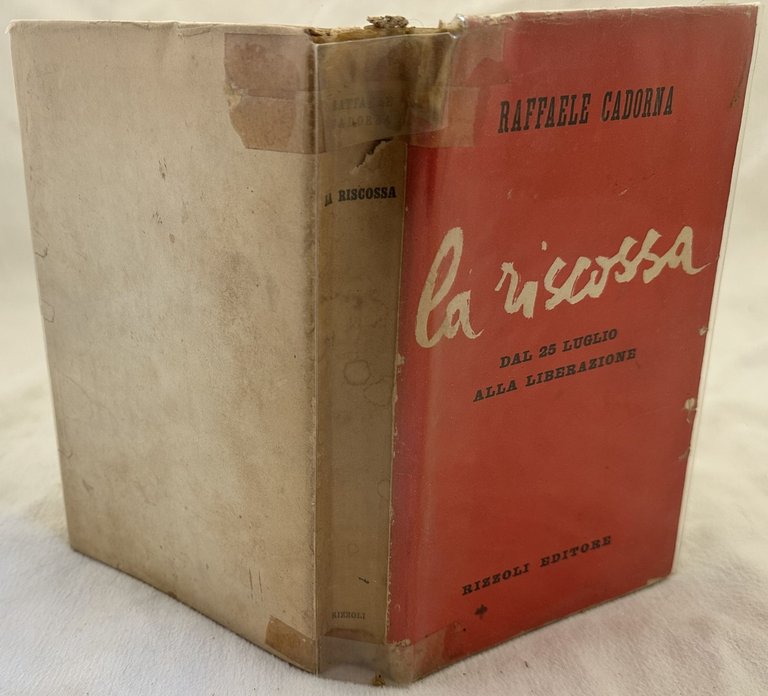 RAFFAELE
CADORNA
LA RISCOSSA
RIZZOLI
RAFFAELE CADORNA
la riscossa
DAL 25 LUGLIO
ALLA LIBERAZIONE
RIZZOLI EDITORE